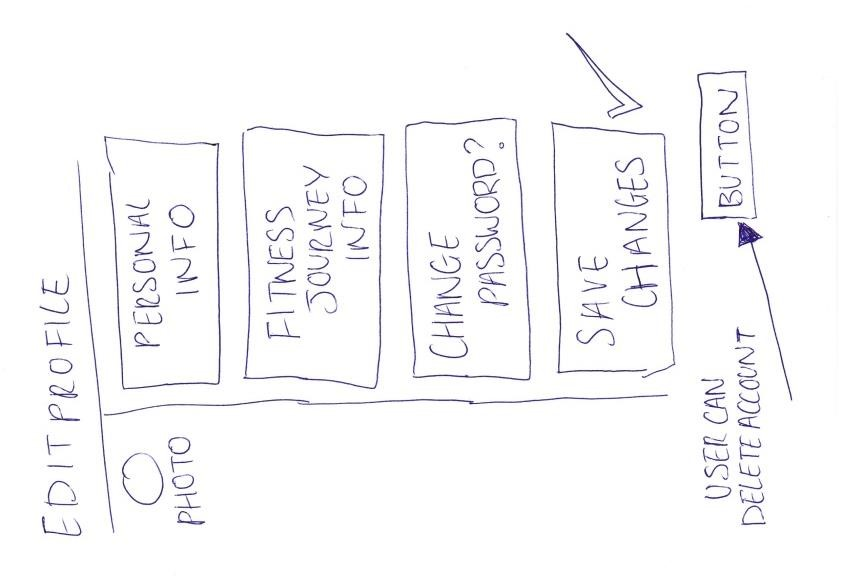 EDIT PROFILE
PHOTO
PERSONAL
INFO
FITNESS
JOURNEY
INFO
CHANGE
PASSWORD?
SAVE
CHANGES
USER CAN
DELETE ACCOUNT
BUTTON